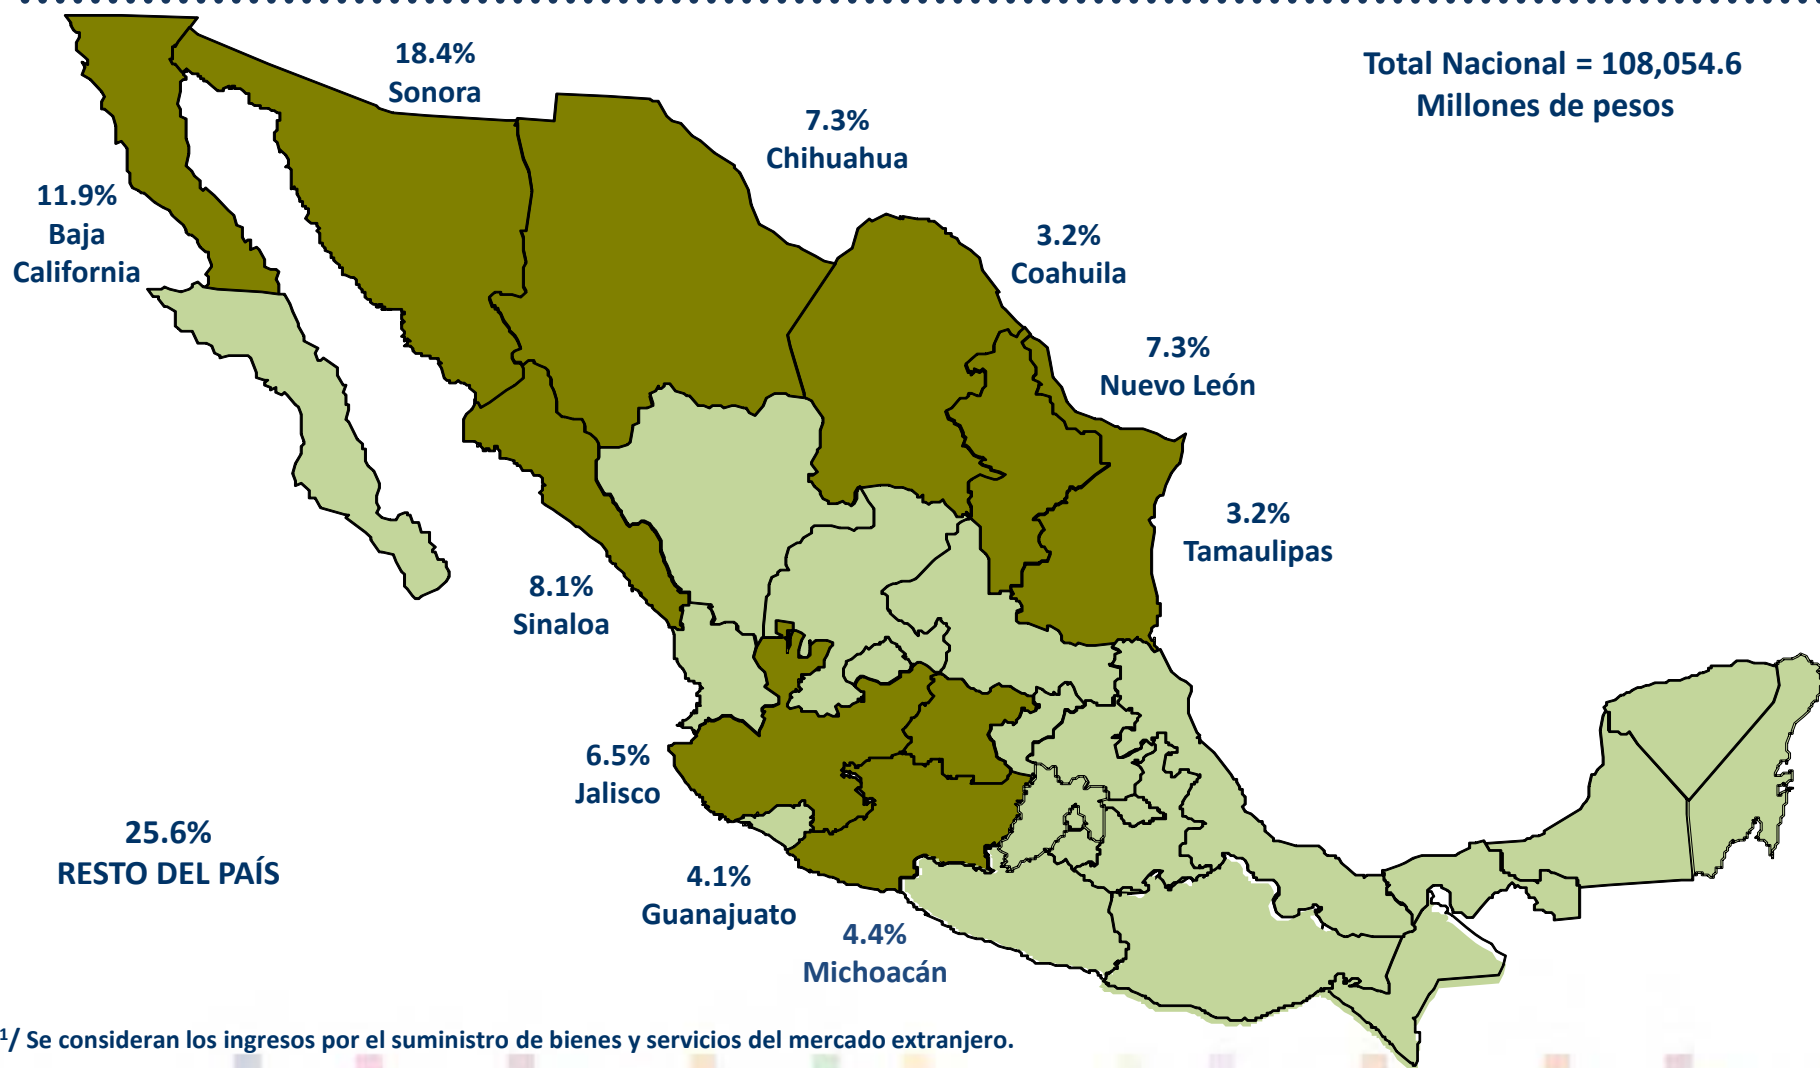 18.4%
Sonora
Total Nacional = 108,054.6
Millones de pesos
7.3%
Chihuahua
11.9%
Baja
California
3.2%
Coahuila
7.3%
Nuevo León
3.2%
Tamaulipas
8.1%
Sinaloa
6.5%
Jalisco
25.6%
RESTO DEL PAÍS
4.1%
Guanajuato
4.4%
Michoacán
1/ Se consideran los ingresos por el suministro de bienes y servicios del mercado extranjero.